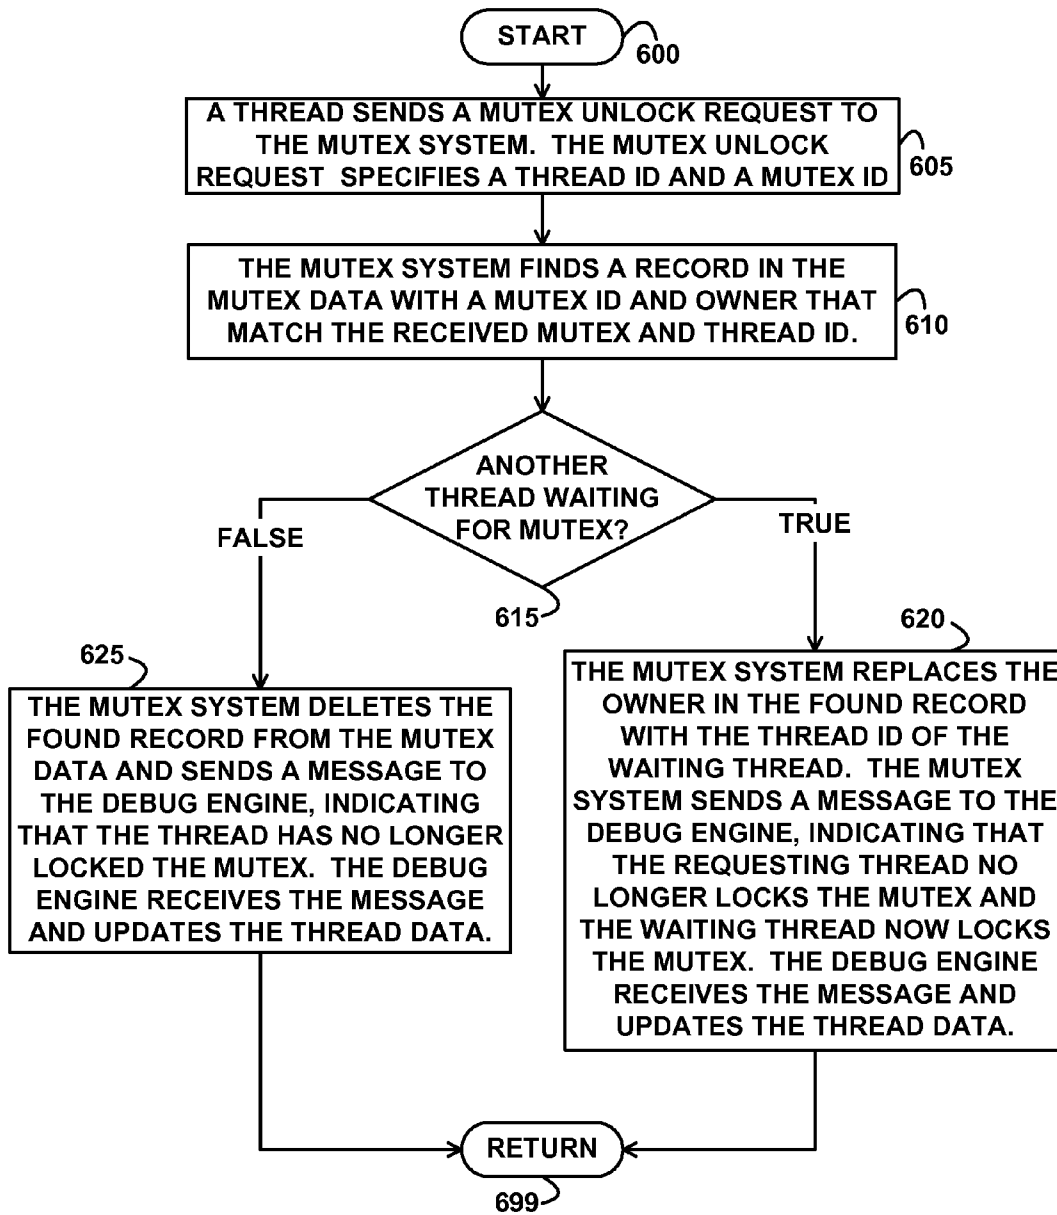 START
600
A THREAD SENDS A MUTEX UNLOCK REQUEST TO
THE MUTEX SYSTEM. THE MUTEX UNLOCK
REQUEST SPECIFIES A THREAD ID AND A MUTEX ID
605
THE MUTEX SYSTEM FINDS A RECORD IN THE
MUTEX DATA WITH A MUTEX ID AND OWNER THAT
MATCH THE RECEIVED MUTEX AND THREAD ID.
610
ANOTHER
THREAD WAITING
FOR MUTEX?
615
FALSE
TRUE
625
THE MUTEX SYSTEM DELETES THE
FOUND RECORD FROM THE MUTEX
DATA AND SENDS A MESSAGE TO
THE DEBUG ENGINE, INDICATING
THAT THE THREAD HAS NO LONGER
LOCKED THE MUTEX. THE DEBUG
ENGINE RECEIVES THE MESSAGE
AND UPDATES THE THREAD DATA.
620
THE MUTEX SYSTEM REPLACES THE
OWNER IN THE FOUND RECORD
WITH THE THREAD ID OF THE
WAITING THREAD. THE MUTEX
SYSTEM SENDS A MESSAGE TO THE
DEBUG ENGINE, INDICATING THAT
THE REQUESTING THREAD NO
LONGER LOCKS THE MUTEX AND
THE WAITING THREAD NOW LOCKS
THE MUTEX. THE DEBUG ENGINE
RECEIVES THE MESSAGE AND
UPDATES THE THREAD DATA.
RETURN
699